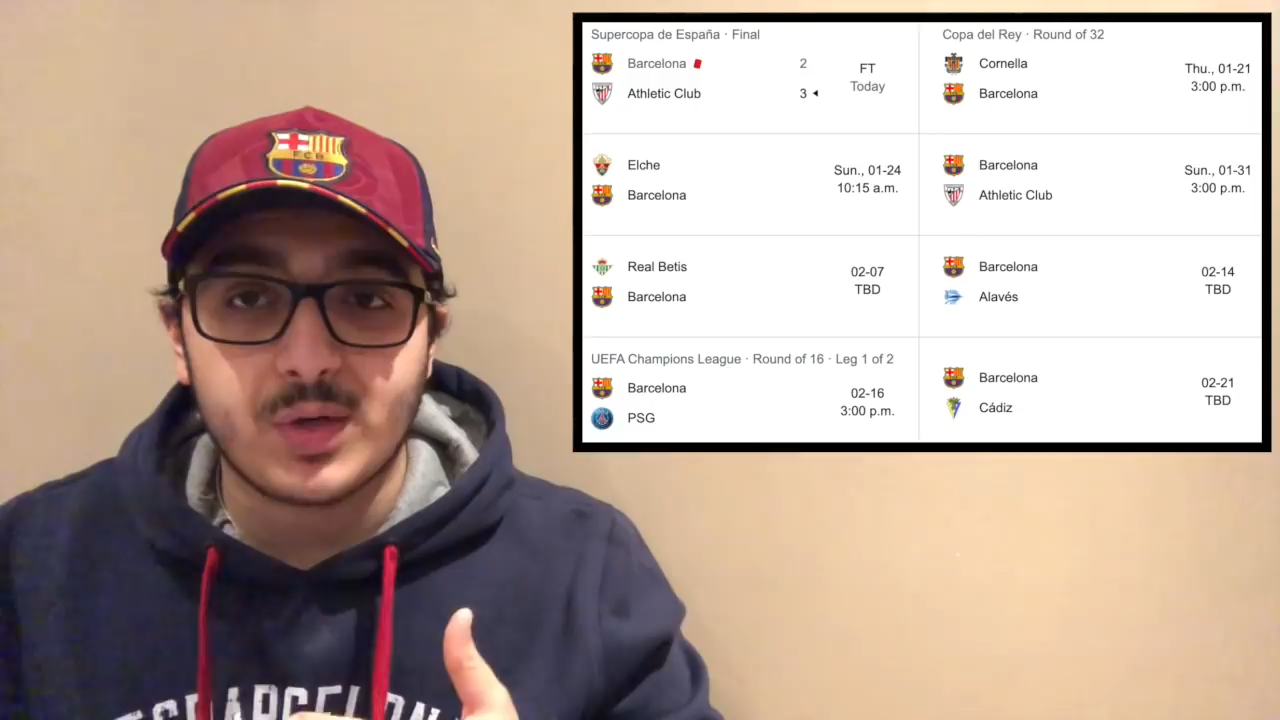 Supercopa de España · Final
Barcelona 2
Athletic Club 3
FT
Today
Copa del Rey · Round of 32
Cornella
Barcelona
Thu., 01-21
3:00 p.m.
Elche
Barcelona
Sun., 01-24
10:15 a.m.
Barcelona
Athletic Club
Sun., 01-31
3:00 p.m.
Real Betis
Barcelona
02-07
TBD
Barcelona
Alavés
02-14
TBD
UEFA Champions League · Round of 16 · Leg 1 of 2
Barcelona
PSG
02-16
3:00 p.m.
Barcelona
Cádiz
02-21
TBD
FCB